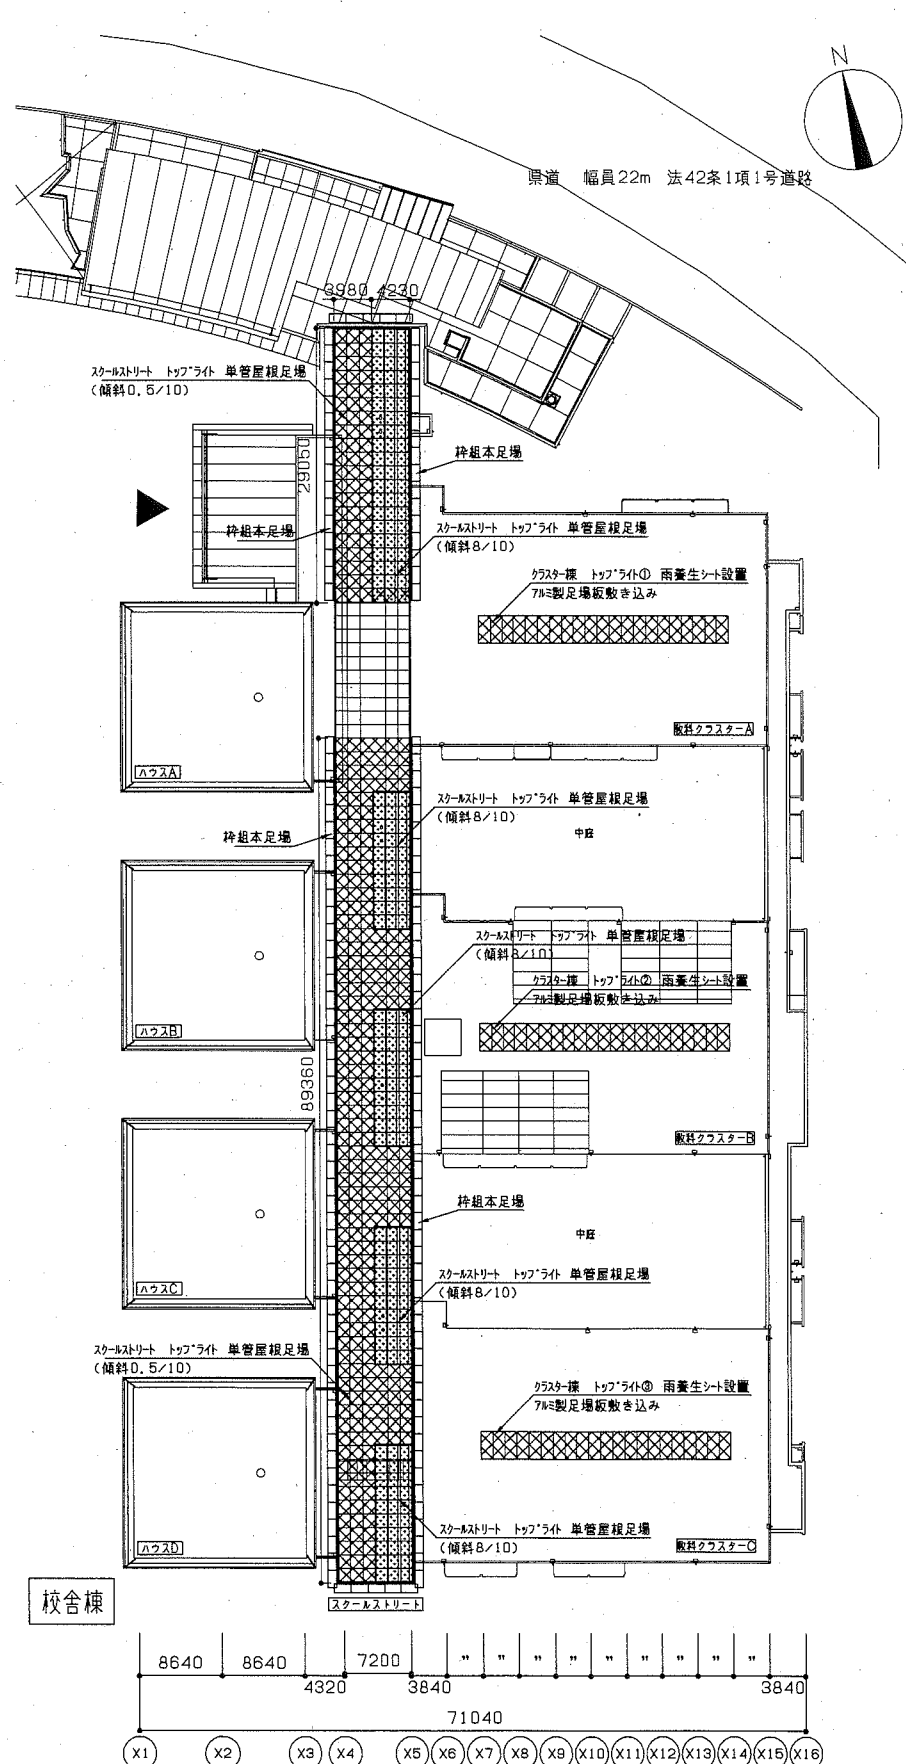 N
県道 幅員22m 法42条1項1号道路
3980 4230
スクールストリート トップライト 単管屋根足場
(傾斜0.5/10)
29050
枠組本足場
枠組本足場
スクールストリート トップライト 単管屋根足場
(傾斜8/10)
クラスター棟 トップライト① 雨養生シート設置
アルミ製足場板敷き込み
教科クラスターA
ハウスA
スクールストリート トップライト 単管屋根足場
(傾斜8/10)
枠組本足場
中庭
スクールストリート トップライト 単管屋根足場
(傾斜8/10)
クラスター棟 トップライト② 雨養生シート設置
アルミ製足場板敷き込み
ハウスB
89360
教科クラスターB
枠組本足場
中庭
ハウスC
スクールストリート トップライト 単管屋根足場
(傾斜8/10)
スクールストリート トップライト 単管屋根足場
(傾斜0.5/10)
クラスター棟 トップライト③ 雨養生シート設置
アルミ製足場板敷き込み
スクールストリート トップライト 単管屋根足場
(傾斜8/10)
ハウスD
教科クラスターC
校舎棟
スクールストリート
8640 8640 7200 " " " " " " " " "
4320 3840 3840
71040
X1 X2 X3 X4 X5 X6 X7 X8 X9 X10 X11 X12 X13 X14 X15 X16